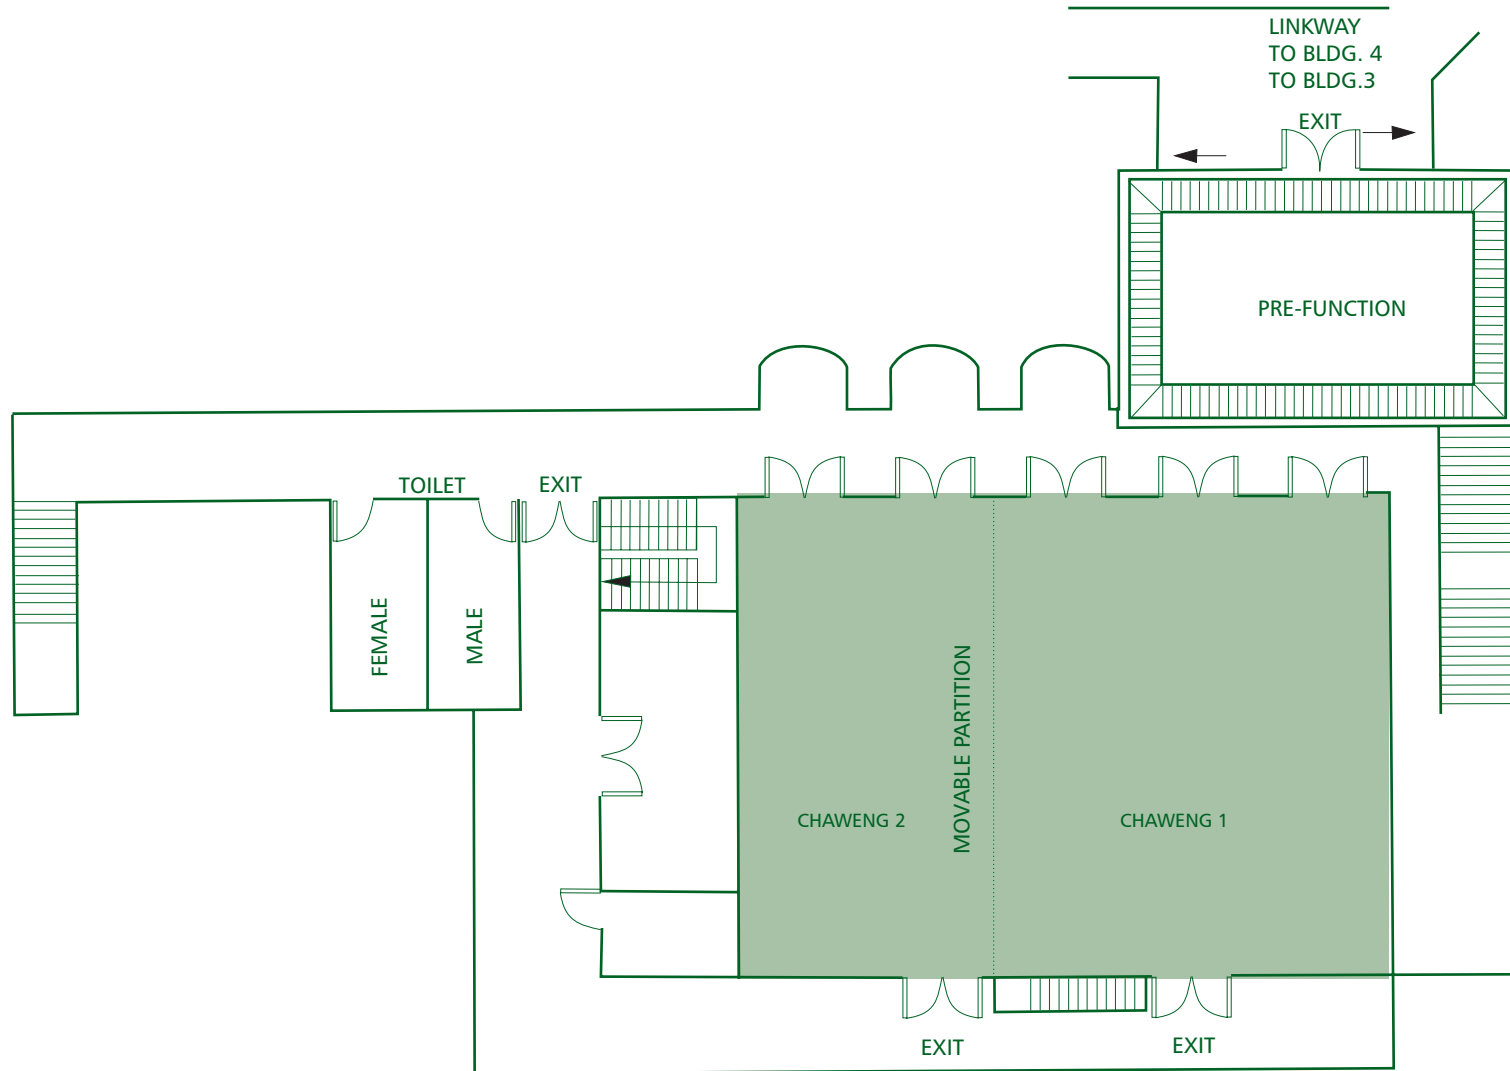 LINKWAY
TO BLDG. 4
TO BLDG.3
EXIT
PRE-FUNCTION
TOILET
EXIT
FEMALE
MALE
MOVABLE PARTITION
CHAWENG 2
CHAWENG 1
EXIT
EXIT